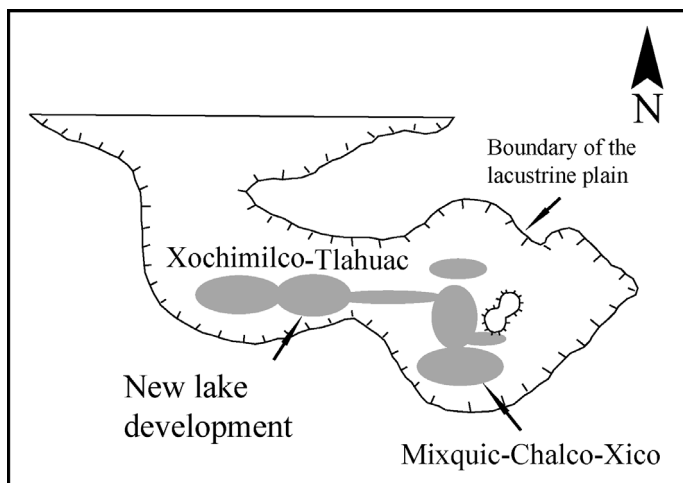 N
Boundary of the
lacustrine plain
Xochimilco-Tlahuac
New lake
development
Mixquic-Chalco-Xico